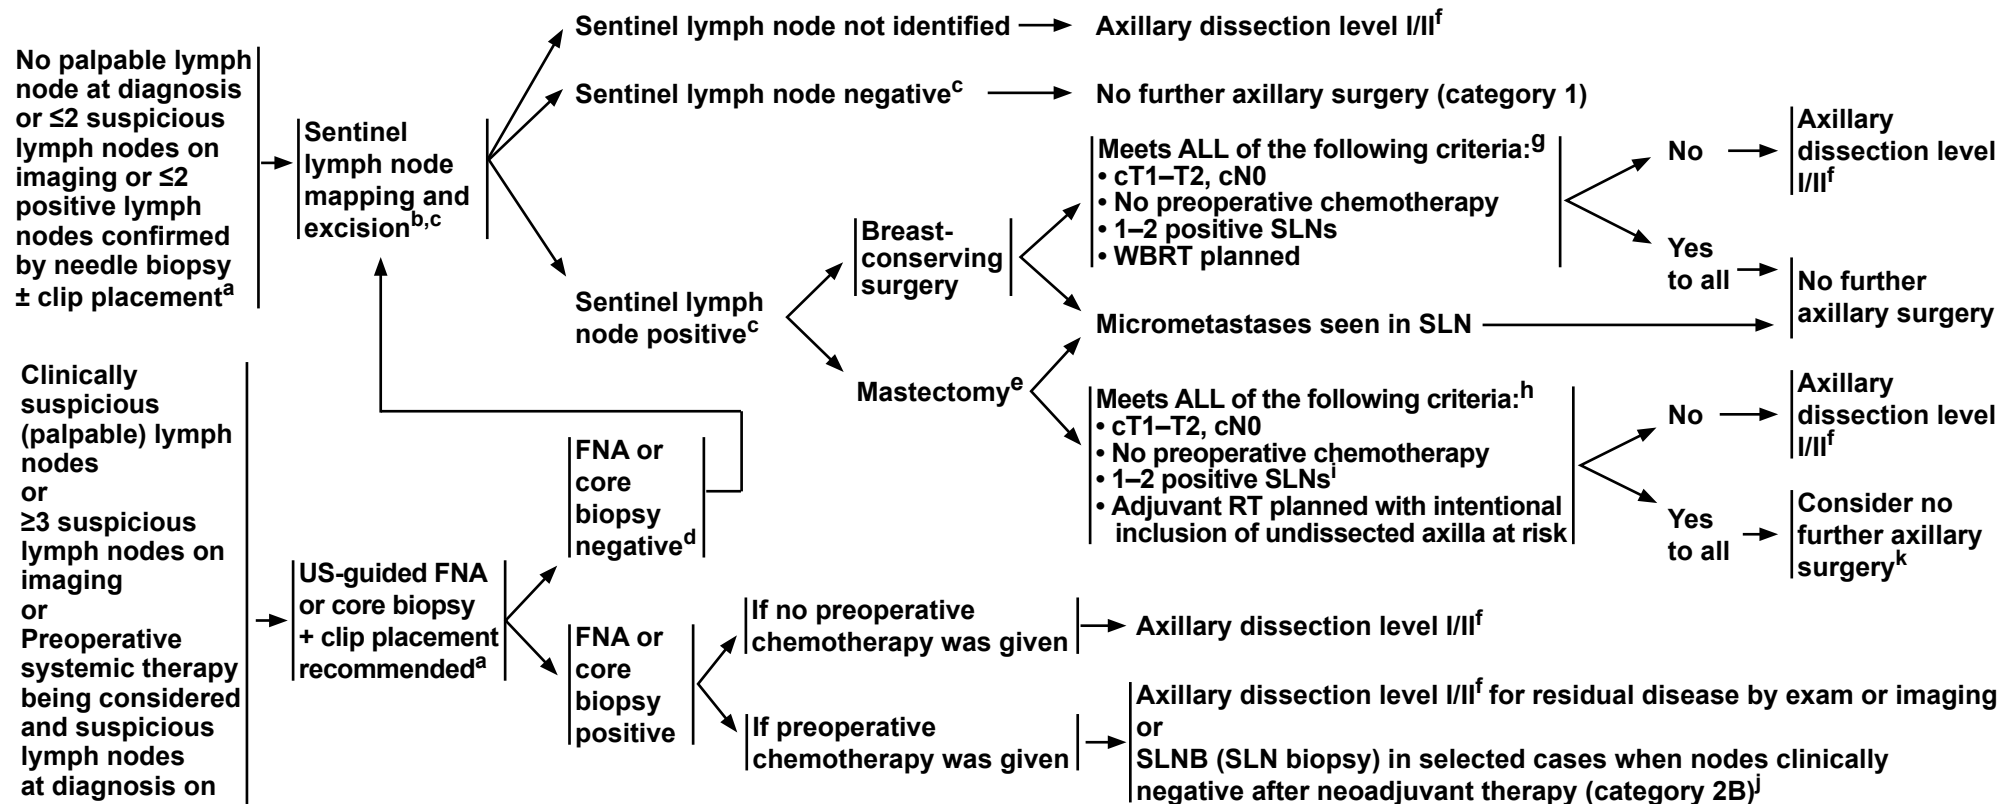 No palpable lymph
node at diagnosis
or ≤2 suspicious
lymph nodes on
imaging or ≤2
positive lymph
nodes confirmed
by needle biopsy
± clip placementa
Sentinel
lymph node
mapping and
excisionb,c
Sentinel lymph node not identified
Axillary dissection level I/IIf
Sentinel lymph node negativec
No further axillary surgery (category 1)
Sentinel lymph
node positivec
Breast-
conserving
surgery
Meets ALL of the following criteria:g
• cT1–T2, cN0
• No preoperative chemotherapy
• 1–2 positive SLNs
• WBRT planned
No
Axillary
dissection level
I/IIf
Yes
to all
No further
axillary surgery
Micrometastases seen in SLN
Mastectomye
Meets ALL of the following criteria:h
• cT1–T2, cN0
• No preoperative chemotherapy
• 1–2 positive SLNsi
• Adjuvant RT planned with intentional
inclusion of undissected axilla at risk
No
Axillary
dissection level
I/IIf
Yes
to all
Consider no
further axillary
surgeryk
Clinically
suspicious
(palpable) lymph
nodes
or
≥3 suspicious
lymph nodes on
imaging
or
Preoperative
systemic therapy
being considered
and suspicious
lymph nodes
at diagnosis on
US-guided FNA
or core biopsy
+ clip placement
recommendeda
FNA or
core
biopsy
negatived
FNA or
core
biopsy
positive
If no preoperative
chemotherapy was given
Axillary dissection level I/IIf
If preoperative
chemotherapy was given
Axillary dissection level I/IIf for residual disease by exam or imaging
or
SLNB (SLN biopsy) in selected cases when nodes clinically
negative after neoadjuvant therapy (category 2B)j